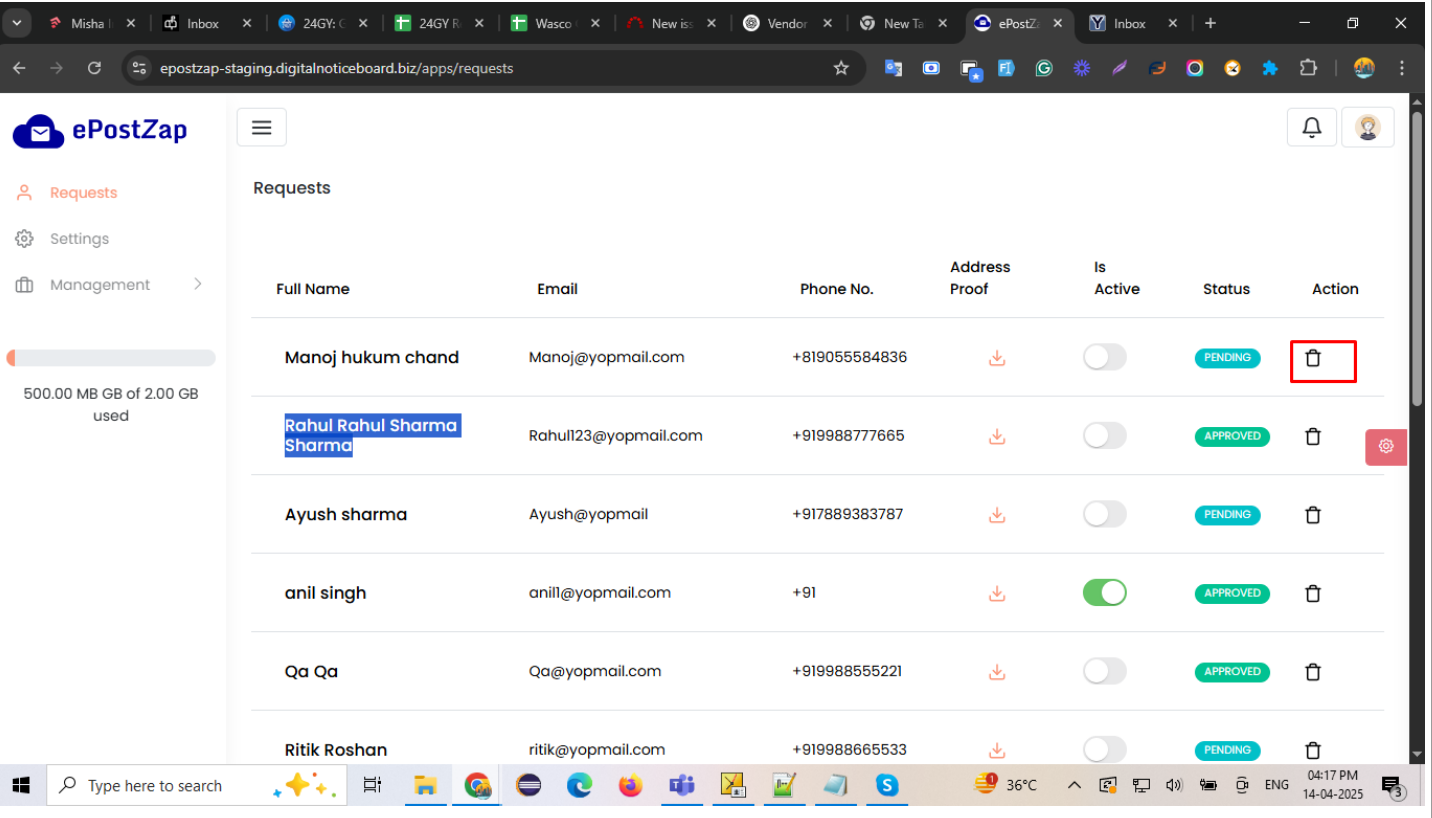 Misha
Inbox
24GY:
24GY
Wasco
New iss
Vendor
New Ta
ePostZ
Inbox
epostzap-staging.digitalnoticeboard.biz/apps/requests
ePostZap
Requests
Settings
Management
500.00 MB GB of 2.00 GB
used
Requests
Full Name Email Phone No. Address Proof Is Active Status Action
Manoj hukum chand Manoj@yopmail.com +819055584836 PENDING
Rahul Rahul Sharma
Sharma
Rahul123@yopmail.com +919988777665 APPROVED
Ayush sharma Ayush@yopmail +917889383787 PENDING
anil singh anil1@yopmail.com +91 APPROVED
Qa Qa Qa@yopmail.com +919988555221 APPROVED
Ritik Roshan ritik@yopmail.com +919988665533 PENDING
Type here to search
36°C
ENG
04:17 PM
14-04-2025
3